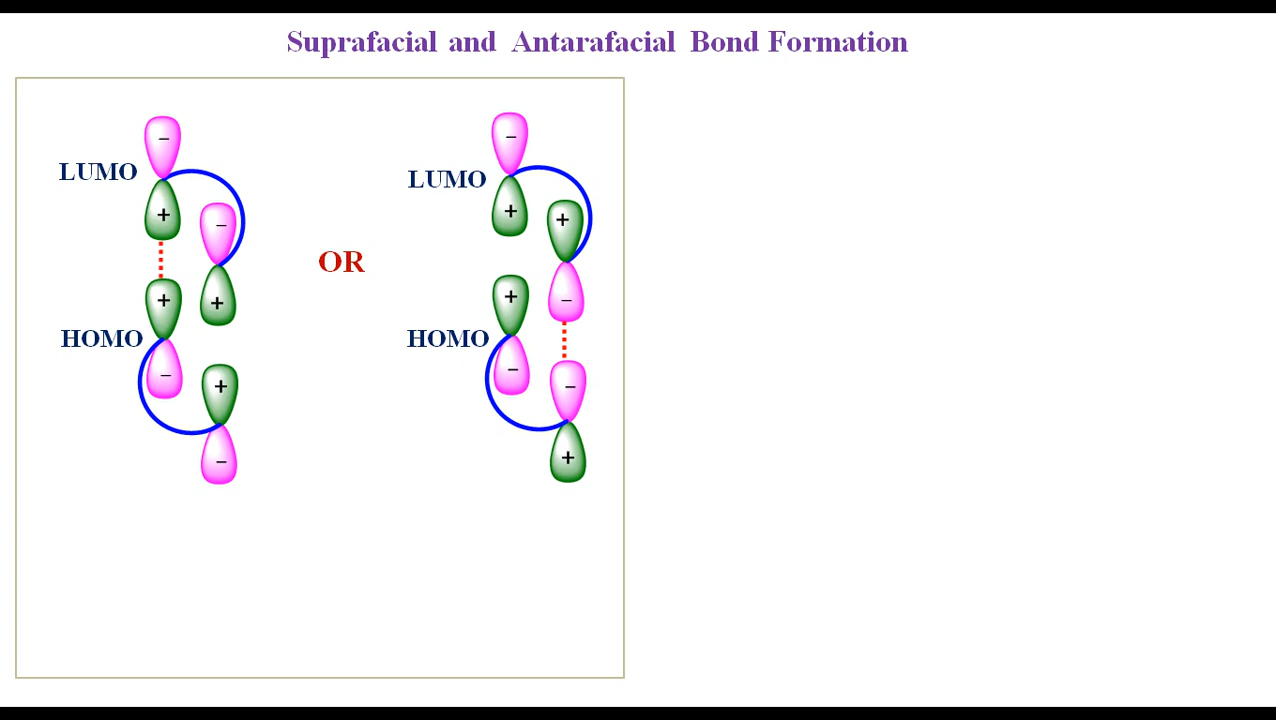 Suprafacial and Antarafacial Bond Formation
−
−
LUMO
LUMO
+
+
−
+
OR
+
+
+
−
HOMO
HOMO
−
−
+
−
−
+